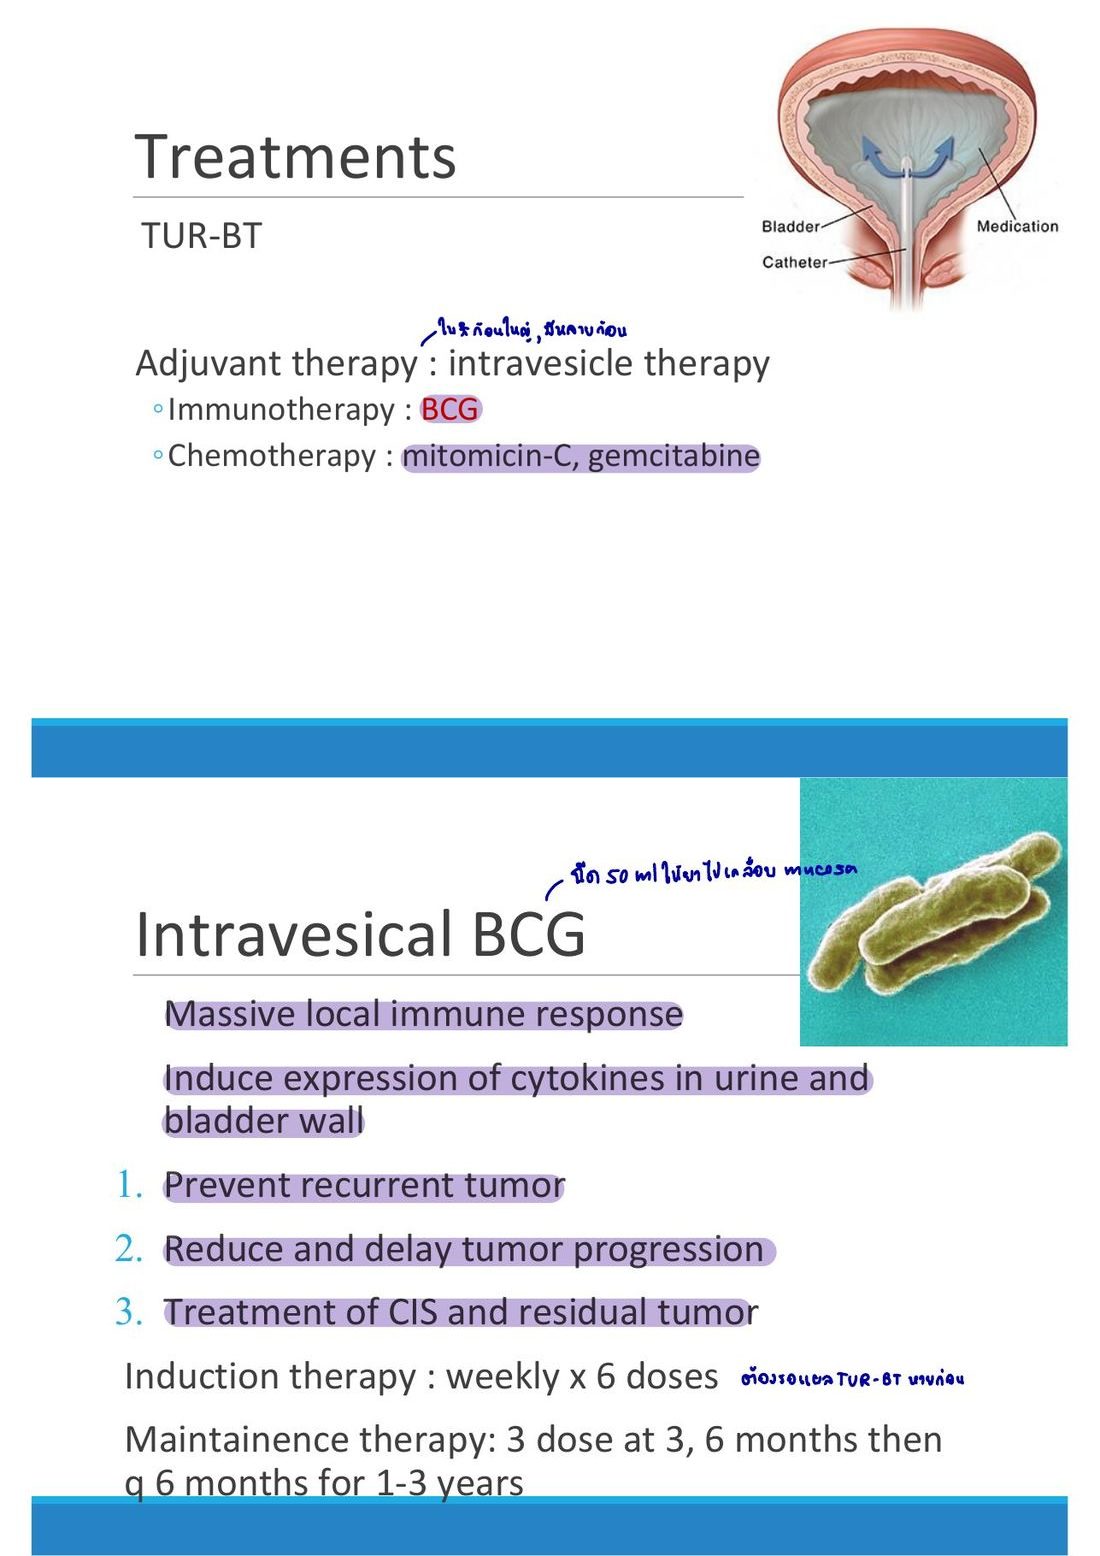 Treatments
TUR-BT
Bladder
Medication
Catheter
ก้อนใหญ่, มีหลายก้อน
Adjuvant therapy : intravesicle therapy
Immunotherapy : BCG
Chemotherapy : mitomicin-C, gemcitabine
ฉีด 50 ml ให้ยาไปเคลือบ mucosa
Intravesical BCG
Massive local immune response
Induce expression of cytokines in urine and
bladder wall
1. Prevent recurrent tumor
2. Reduce and delay tumor progression
3. Treatment of CIS and residual tumor
Induction therapy : weekly x 6 doses ต้องรอแผล TUR-BT หายก่อน
Maintainence therapy: 3 dose at 3, 6 months then
q 6 months for 1-3 years